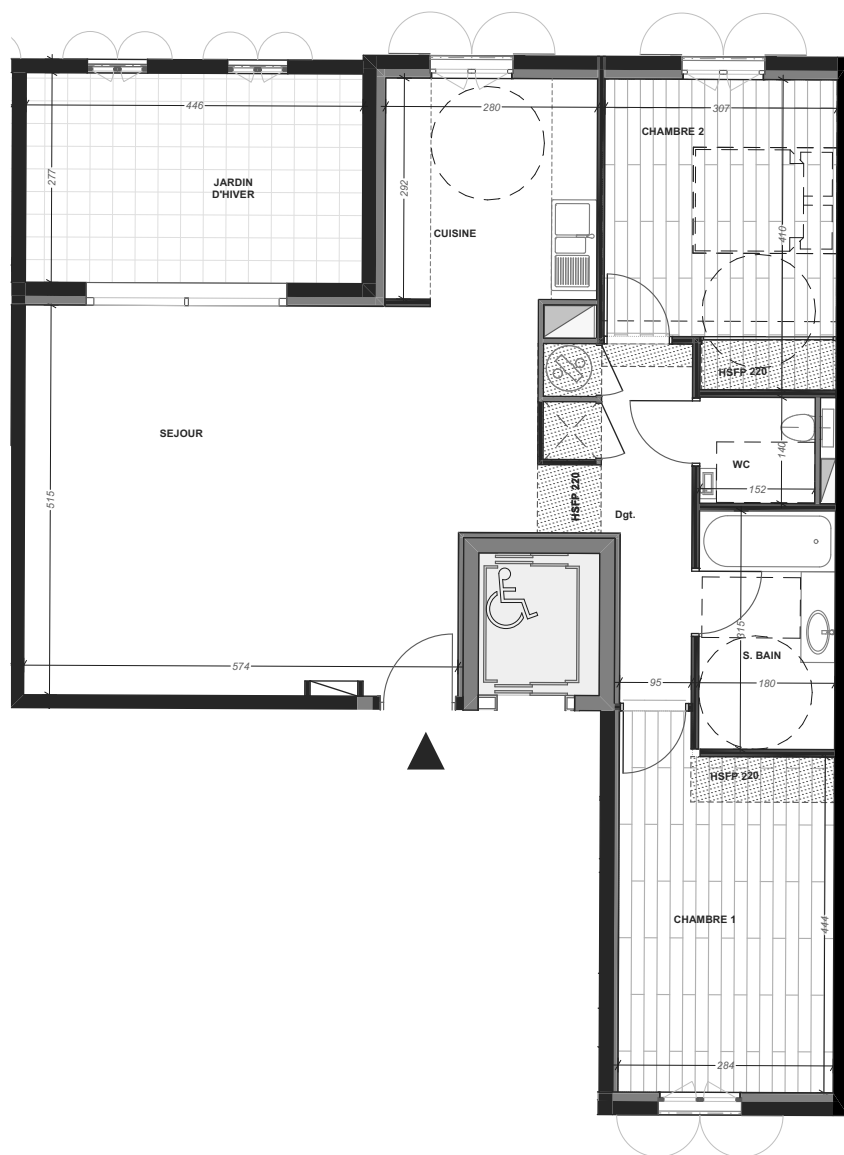 446
280
307
CHAMBRE 2
277
JARDIN
D'HIVER
292
CUISINE
410
HSFP 220
SEJOUR
140
WC
152
515
HSFP 220
Dgt.
315
S. BAIN
574
95
180
HSFP 220
CHAMBRE 1
444
284